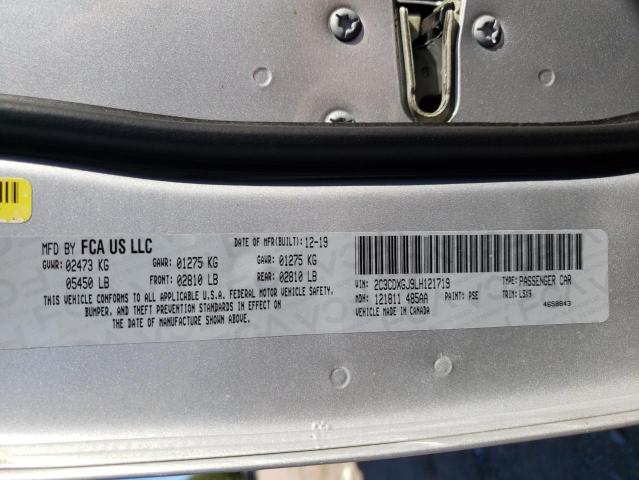 MFD BY FCA US LLC
DATE OF MFR(BUILT): 12-19
GVWR: 02473 KG
GAWR: 01275 KG
GAWR: 01275 KG
05450 LB
FRONT: 02810 LB
REAR: 02810 LB
THIS VEHICLE CONFORMS TO ALL APPLICABLE U.S.A. FEDERAL MOTOR VEHICLE SAFETY,
BUMPER, AND THEFT PREVENTION STANDARDS IN EFFECT ON
THE DATE OF MANUFACTURE SHOWN ABOVE.
VIN: 2C3CDXGJ9LH121719
TYPE: PASSENGER CAR
MDH: 121811 485AA
PAINT: PSE
TRIM: LSX9
VEHICLE MADE IN CANADA
4658843